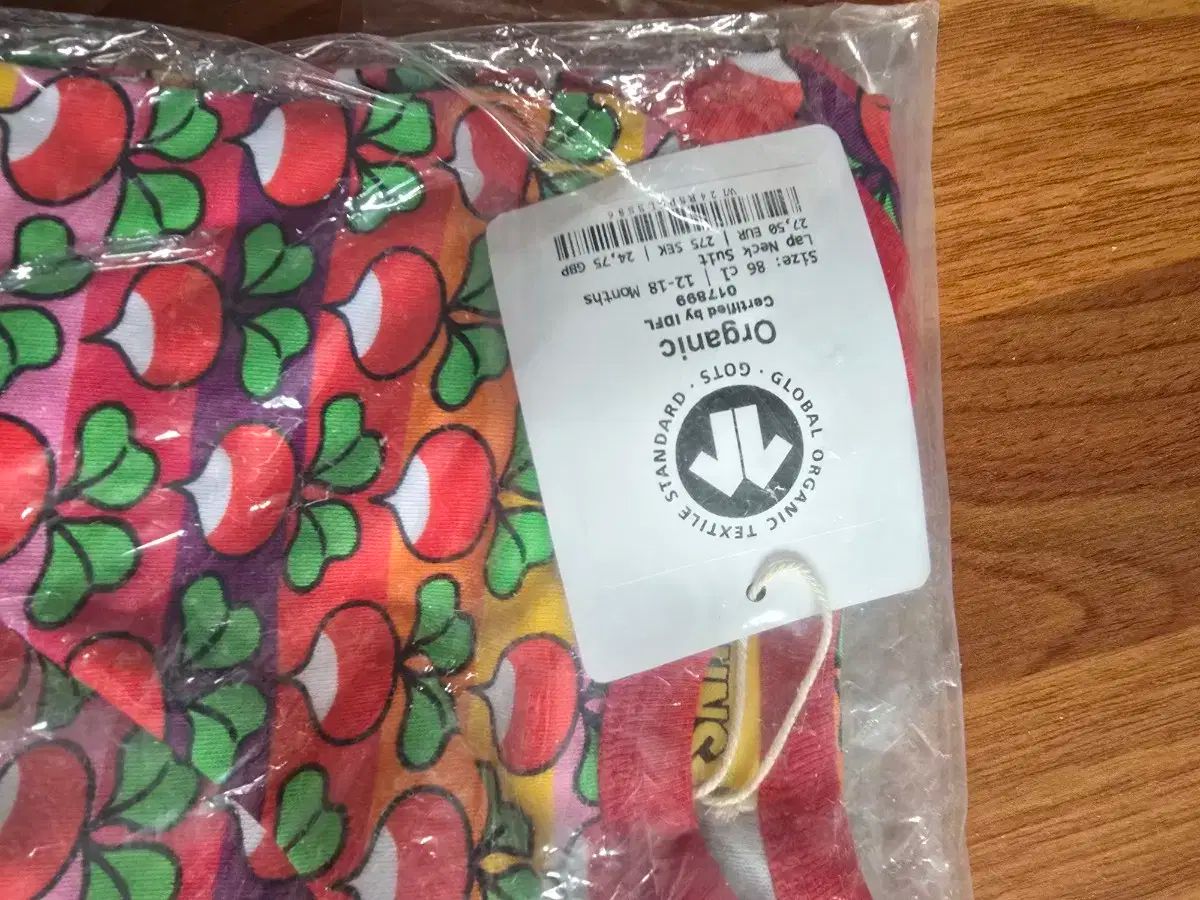 GLOBAL ORGANIC TEXTILE STANDARD · GOTS ·
Organic
Certified by IDFL
017899
Size: 86 cl | 12-18 Months
Lap Neck Suit
27,50 EUR | 275 SEK | 24,75 GBP